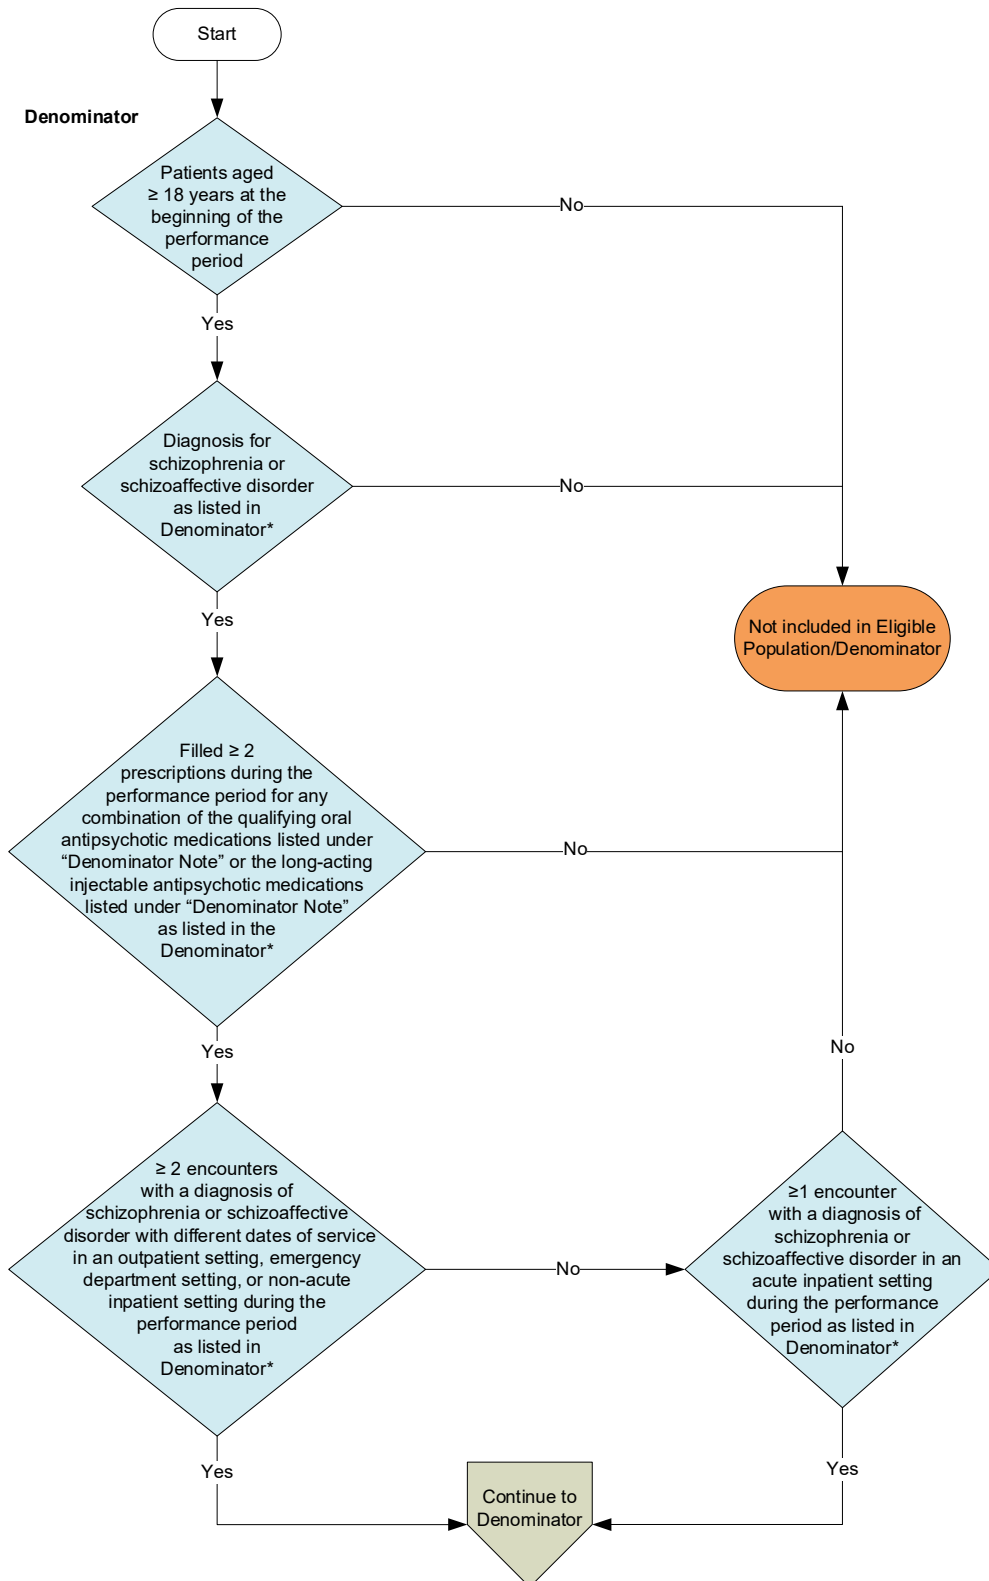 Start
Denominator
Patients aged
≥ 18 years at the
beginning of the
performance
period
No
Yes
Diagnosis for
schizophrenia or
schizoaffective disorder
as listed in
Denominator*
No
Yes
Not included in Eligible
Population/Denominator
Filled ≥ 2
prescriptions during the
performance period for any
combination of the qualifying oral
antipsychotic medications listed under
“Denominator Note” or the long-acting
injectable antipsychotic medications
listed under “Denominator Note”
as listed in the
Denominator*
No
Yes
No
≥ 2 encounters
with a diagnosis of
schizophrenia or schizoaffective
disorder with different dates of service
in an outpatient setting, emergency
department setting, or non-acute
inpatient setting during the
performance period
as listed in
Denominator*
No
≥1 encounter
with a diagnosis of
schizophrenia or
schizoaffective disorder in an
acute inpatient setting
during the performance
period as listed in
Denominator*
Yes
Yes
Continue to
Denominator